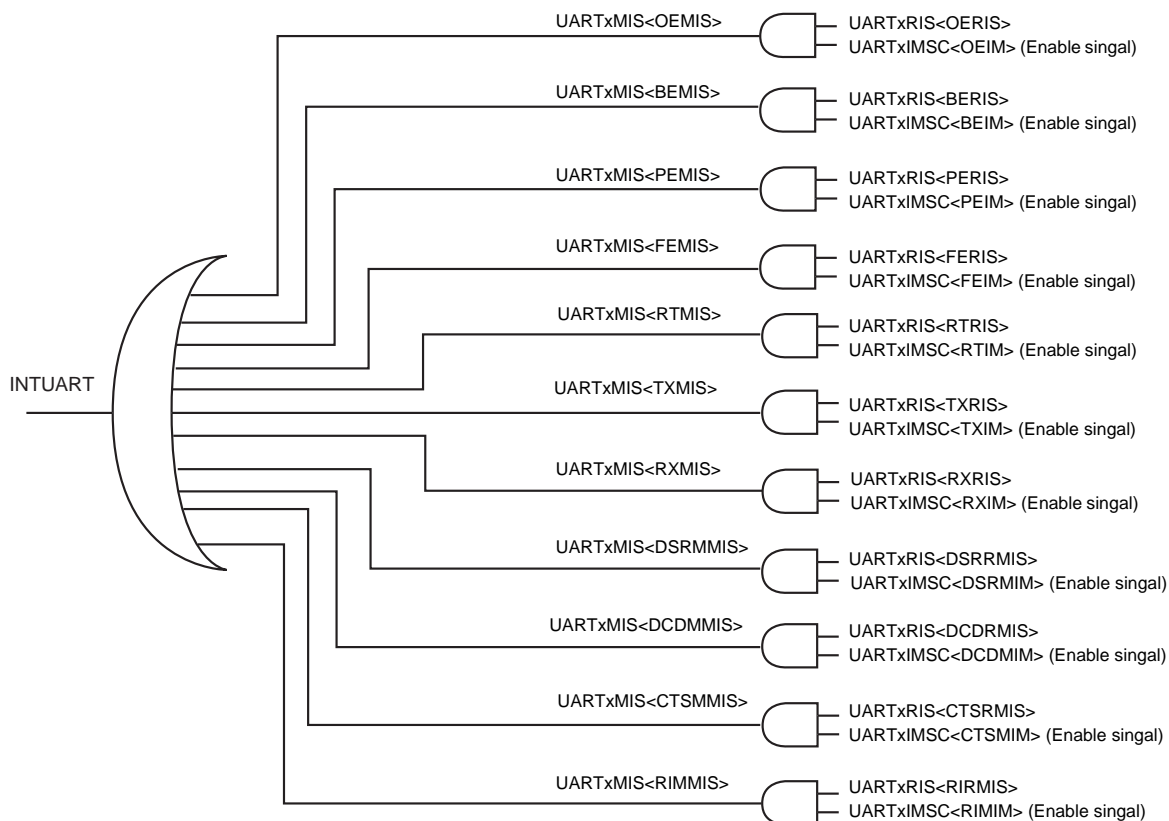 UARTxMIS<OEMIS>
UARTxRIS<OERIS>
UARTxIMSC<OEIM> (Enable singal)
UARTxMIS<BEMIS>
UARTxRIS<BERIS>
UARTxIMSC<BEIM> (Enable singal)
UARTxMIS<PEMIS>
UARTxRIS<PERIS>
UARTxIMSC<PEIM> (Enable singal)
UARTxMIS<FEMIS>
UARTxRIS<FERIS>
UARTxIMSC<FEIM> (Enable singal)
UARTxMIS<RTMIS>
UARTxRIS<RTRIS>
UARTxIMSC<RTIM> (Enable singal)
INTUART
UARTxMIS<TXMIS>
UARTxRIS<TXRIS>
UARTxIMSC<TXIM> (Enable singal)
UARTxMIS<RXMIS>
UARTxRIS<RXRIS>
UARTxIMSC<RXIM> (Enable singal)
UARTxMIS<DSRMMIS>
UARTxRIS<DSRRMIS>
UARTxIMSC<DSRMIM> (Enable singal)
UARTxMIS<DCDMMIS>
UARTxRIS<DCDRMIS>
UARTxIMSC<DCDMIM> (Enable singal)
UARTxMIS<CTSMMIS>
UARTxRIS<CTSRMIS>
UARTxIMSC<CTSMIM> (Enable singal)
UARTxMIS<RIMMIS>
UARTxRIS<RIRMIS>
UARTxIMSC<RIMIM> (Enable singal)